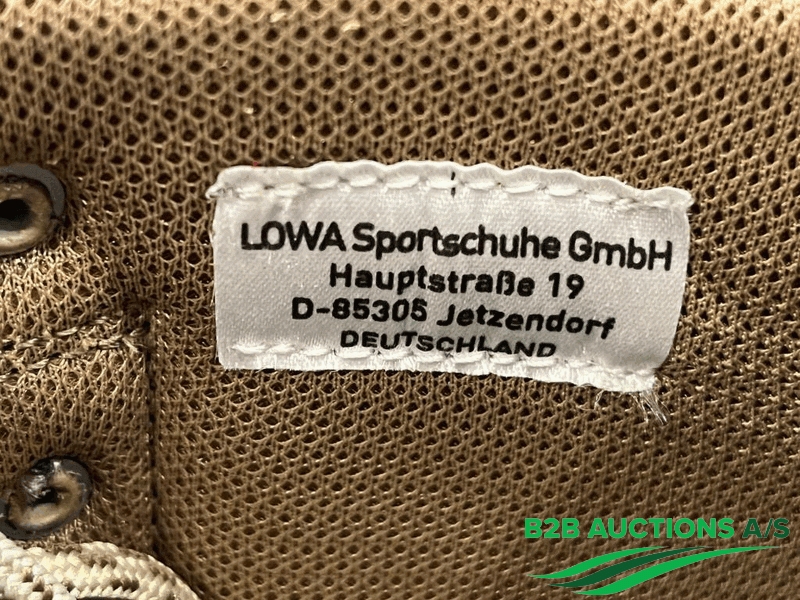 LOWA Sportschuhe GmbH
Hauptstraße 19
D-85305 Jetzendorf
DEUTSCHLAND
B2B AUCTIONS A/S